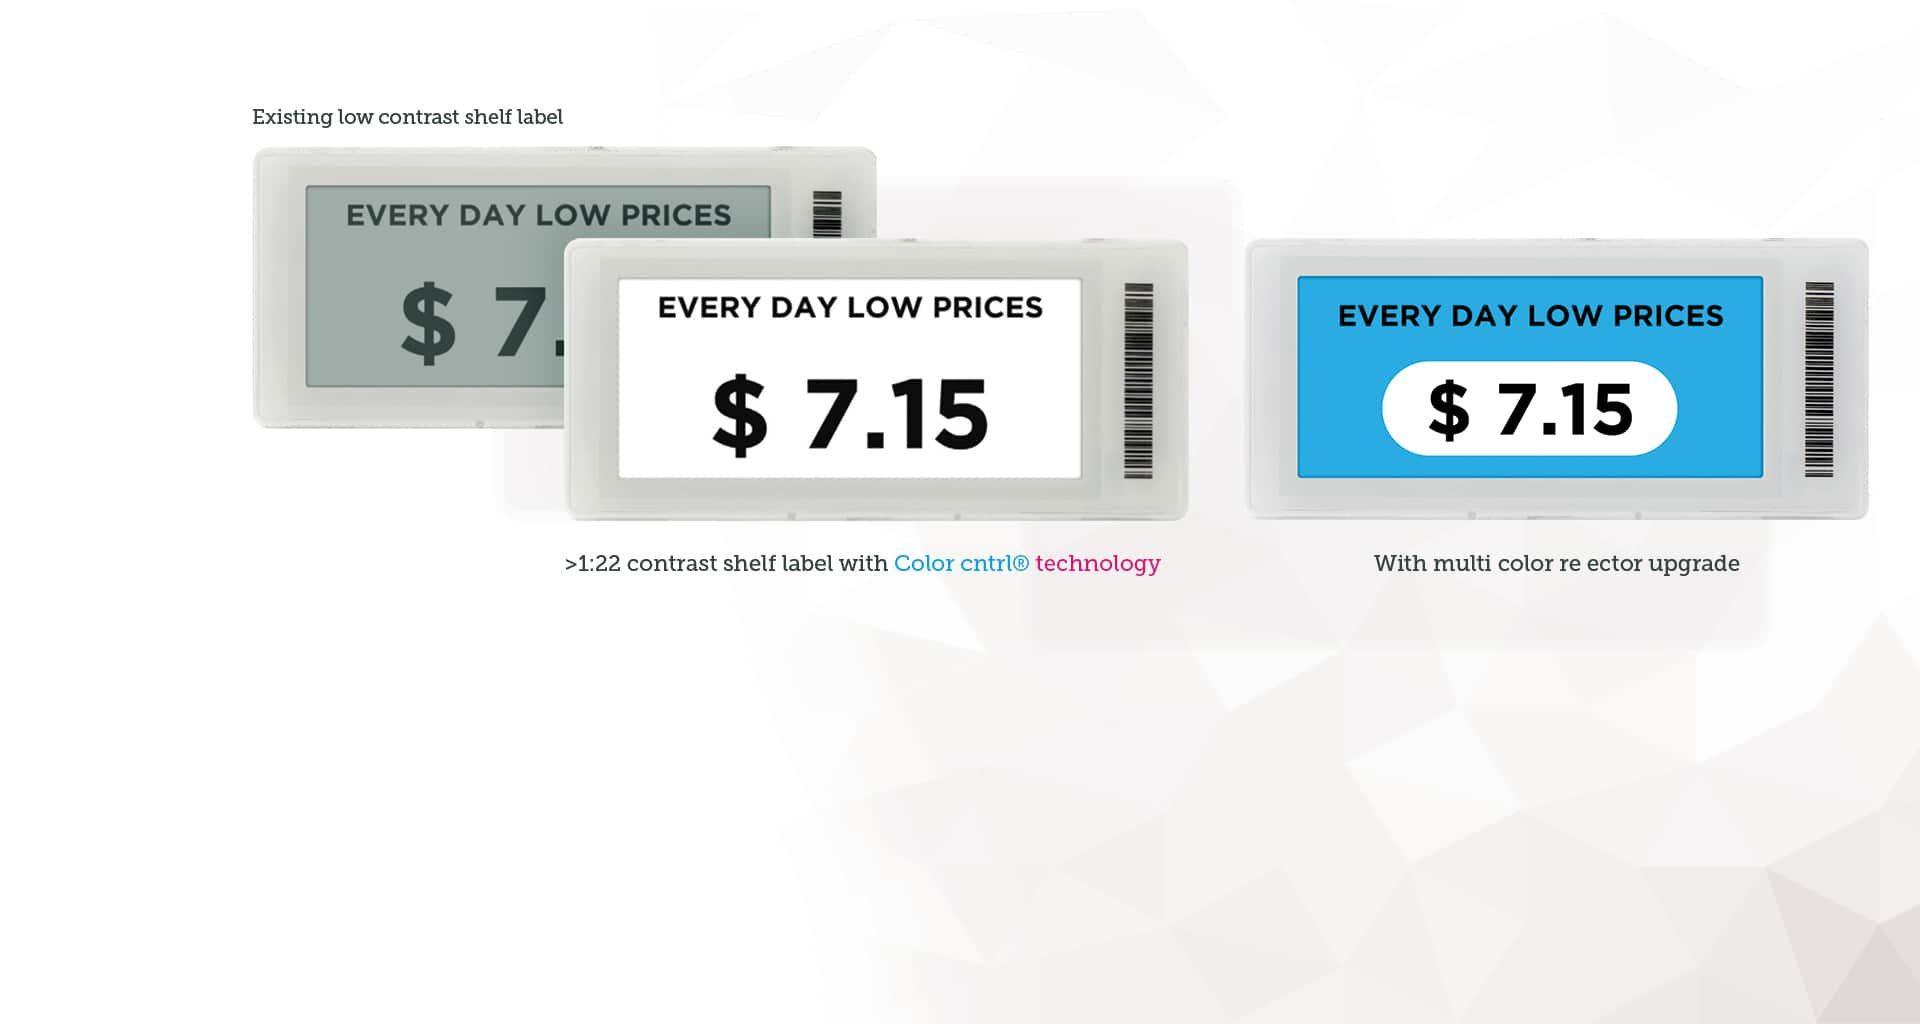 Existing low contrast shelf label
EVERY DAY LOW PRICES
$ 7.
EVERY DAY LOW PRICES
$ 7.15
>1:22 contrast shelf label with Color cntrl® technology
EVERY DAY LOW PRICES
$ 7.15
With multi color re ector upgrade